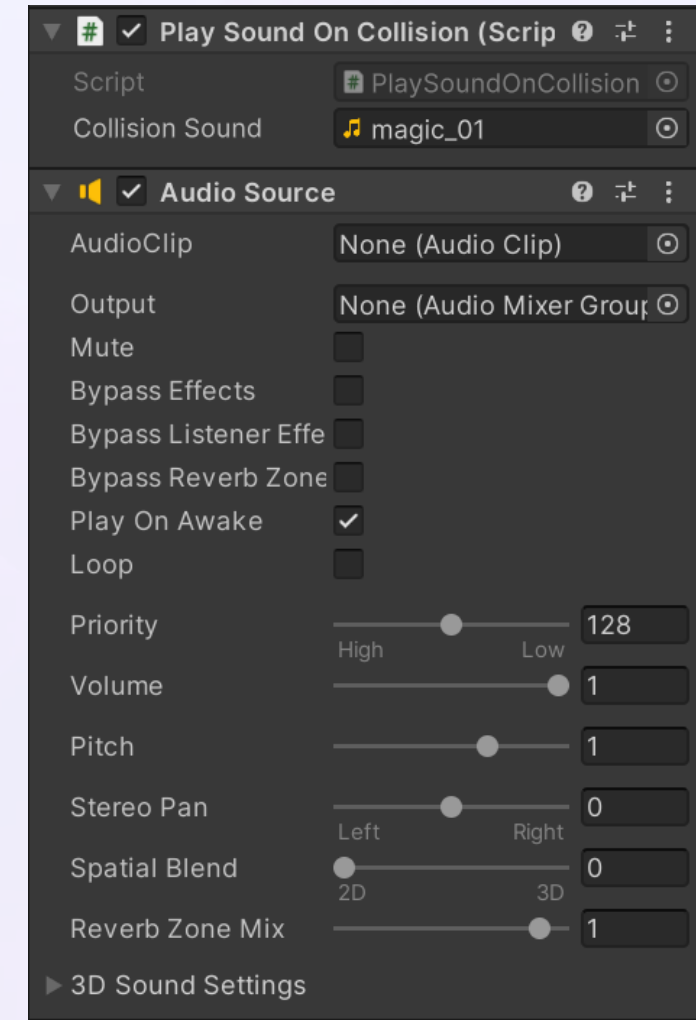 Play Sound On Collision (Scrip
Script PlaySoundOnCollision
Collision Sound magic_01
Audio Source
AudioClip None (Audio Clip)
Output None (Audio Mixer Group
Mute
Bypass Effects
Bypass Listener Effe
Bypass Reverb Zone
Play On Awake
Loop
Priority 128
High Low
Volume 1
Pitch 1
Stereo Pan 0
Left Right
Spatial Blend 0
2D 3D
Reverb Zone Mix 1
3D Sound Settings